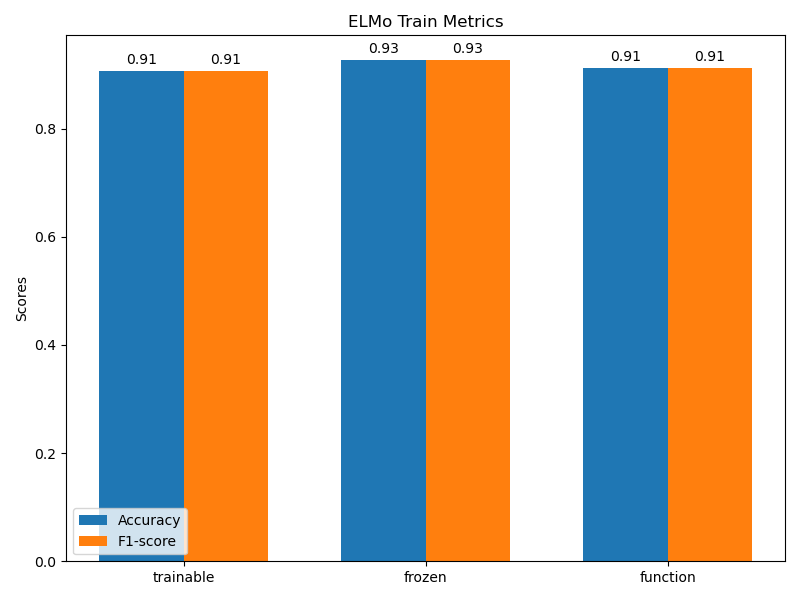 ELMo Train Metrics
0.91 0.91 0.93 0.93 0.91 0.91
Scores
0.8
0.6
0.4
0.2
0.0
Accuracy
F1-score
trainable frozen function